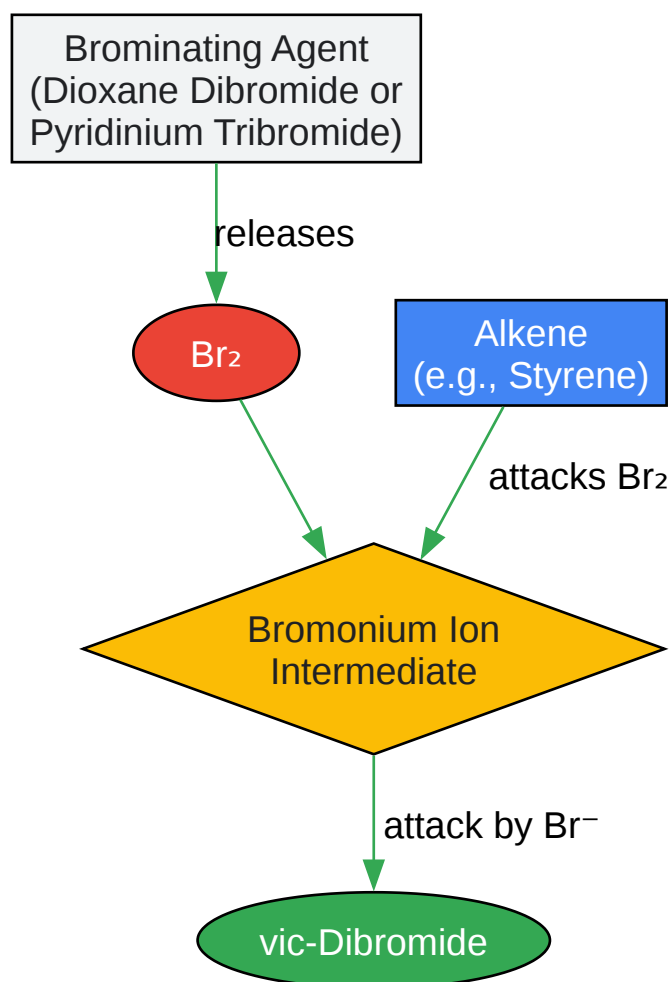 Brominating Agent
(Dioxane Dibromide or
Pyridinium Tribromide)
releases
Br₂
Alkene
(e.g., Styrene)
attacks Br₂
Bromonium Ion
Intermediate
attack by Br⁻
vic-Dibromide